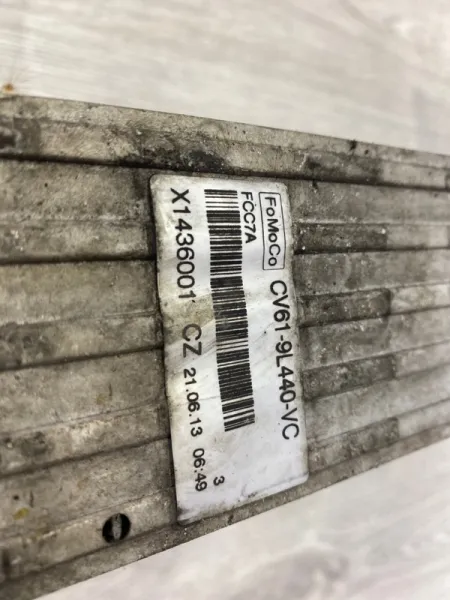 FoMoCo CV61-9L440-VC
FCC7A
X1436001 CZ 21.06.13 06:49
3